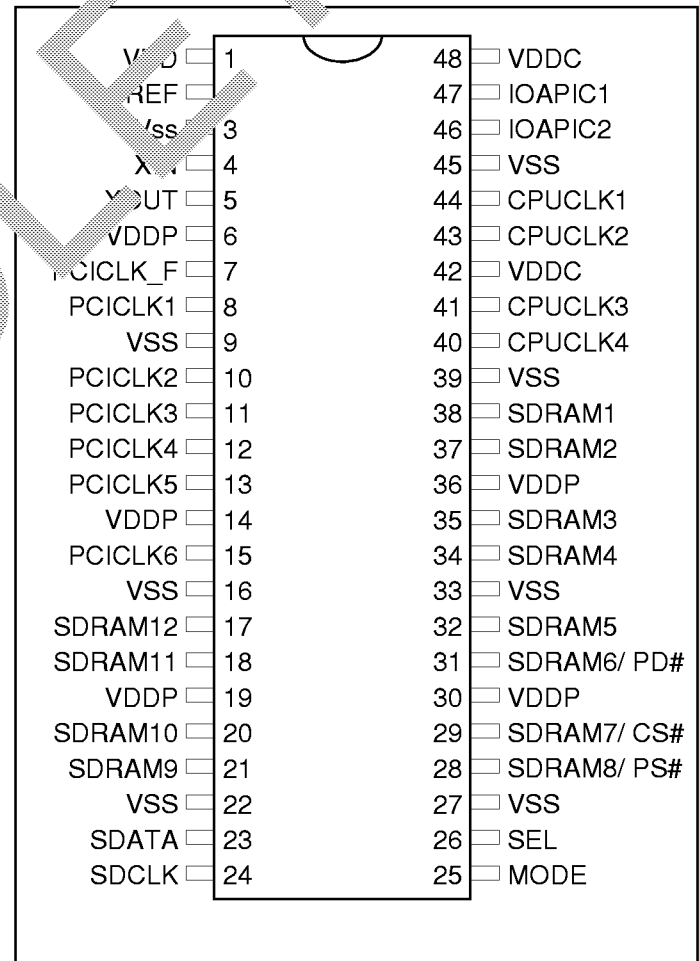 1 48 VDDC
REF 47 IOAPIC1
Vss 3 46 IOAPIC2
4 45 VSS
5 44 CPUCLK1
VDDP 6 43 CPUCLK2
PCICLK_F 7 42 VDDC
PCICLK1 8 41 CPUCLK3
VSS 9 40 CPUCLK4
PCICLK2 10 39 VSS
PCICLK3 11 38 SDRAM1
PCICLK4 12 37 SDRAM2
PCICLK5 13 36 VDDP
VDDP 14 35 SDRAM3
PCICLK6 15 34 SDRAM4
VSS 16 33 VSS
SDRAM12 17 32 SDRAM5
SDRAM11 18 31 SDRAM6/ PD#
VDDP 19 30 VDDP
SDRAM10 20 29 SDRAM7/ CS#
SDRAM9 21 28 SDRAM8/ PS#
VSS 22 27 VSS
SDATA 23 26 SEL
SDCLK 24 25 MODE